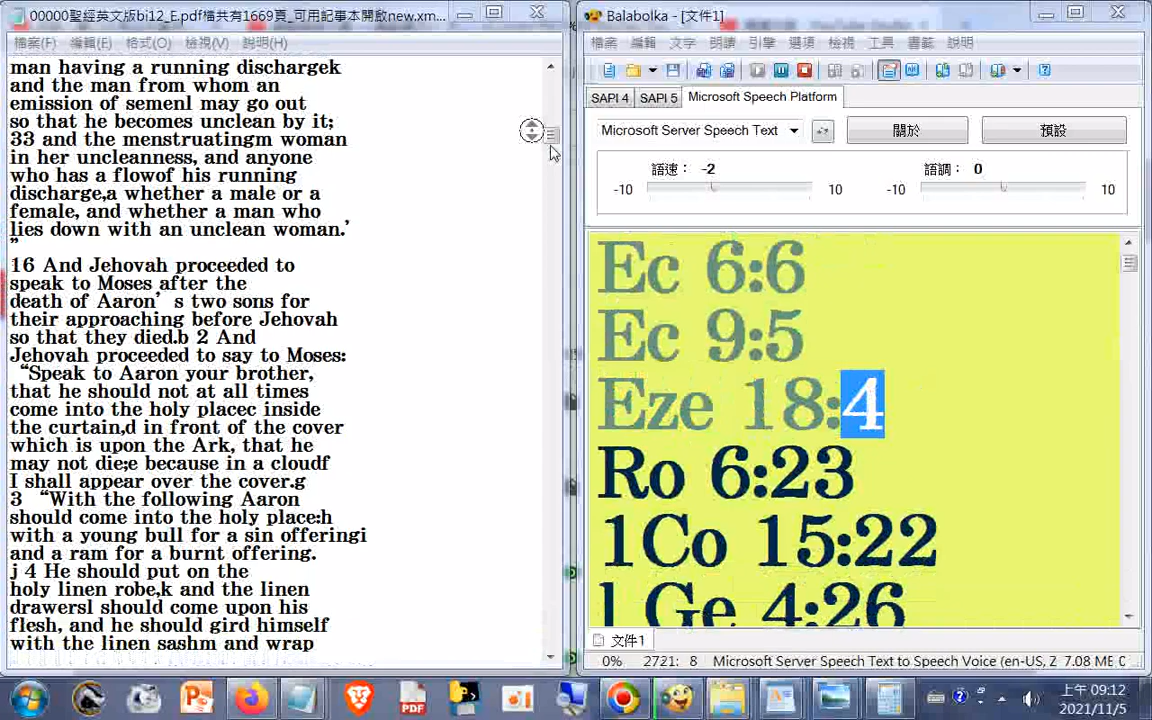 00000聖經英文版bi12_E.pdf檔共有1669頁_可用記事本開啟new.xm...
檔案(F) 編輯(E) 格式(O) 檢視(V) 說明(H)
man having a running dischargek
and the man from whom an
emission of semenl may go out
so that he becomes unclean by it;
33 and the menstruatingm woman
in her uncleanness, and anyone
who has a flowof his running
discharge,a whether a male or a
female, and whether a man who
lies down with an unclean woman.’
”
16 And Jehovah proceeded to
speak to Moses after the
death of Aaron’s two sons for
their approaching before Jehovah
so that they died.b 2 And
Jehovah proceeded to say to Moses:
“Speak to Aaron your brother,
that he should not at all times
come into the holy placec inside
the curtain,d in front of the cover
which is upon the Ark, that he
may not die;e because in a cloudf
I shall appear over the cover.g
3 “With the following Aaron
should come into the holy place:h
with a young bull for a sin offeringi
and a ram for a burnt offering.
j 4 He should put on the
holy linen robe,k and the linen
drawersl should come upon his
flesh, and he should gird himself
with the linen sashm and wrap
Balabolka - [文件1]
檔案 編輯 文字 朗讀 引擎 選項 檢視 工具 書籤 說明
SAPI 4 SAPI 5 Microsoft Speech Platform
Microsoft Server Speech Text 關於 預設
語速： -2 語調： 0
-10 10 -10 10
Ec 6:6
Ec 9:5
Eze 18:4
Ro 6:23
1Co 15:22
l Ge 4:26
文件1
0% 2721: 8 Microsoft Server Speech Text to Speech Voice (en-US, Z 7.08 ME
PDF
上午 09:12
2021/11/5